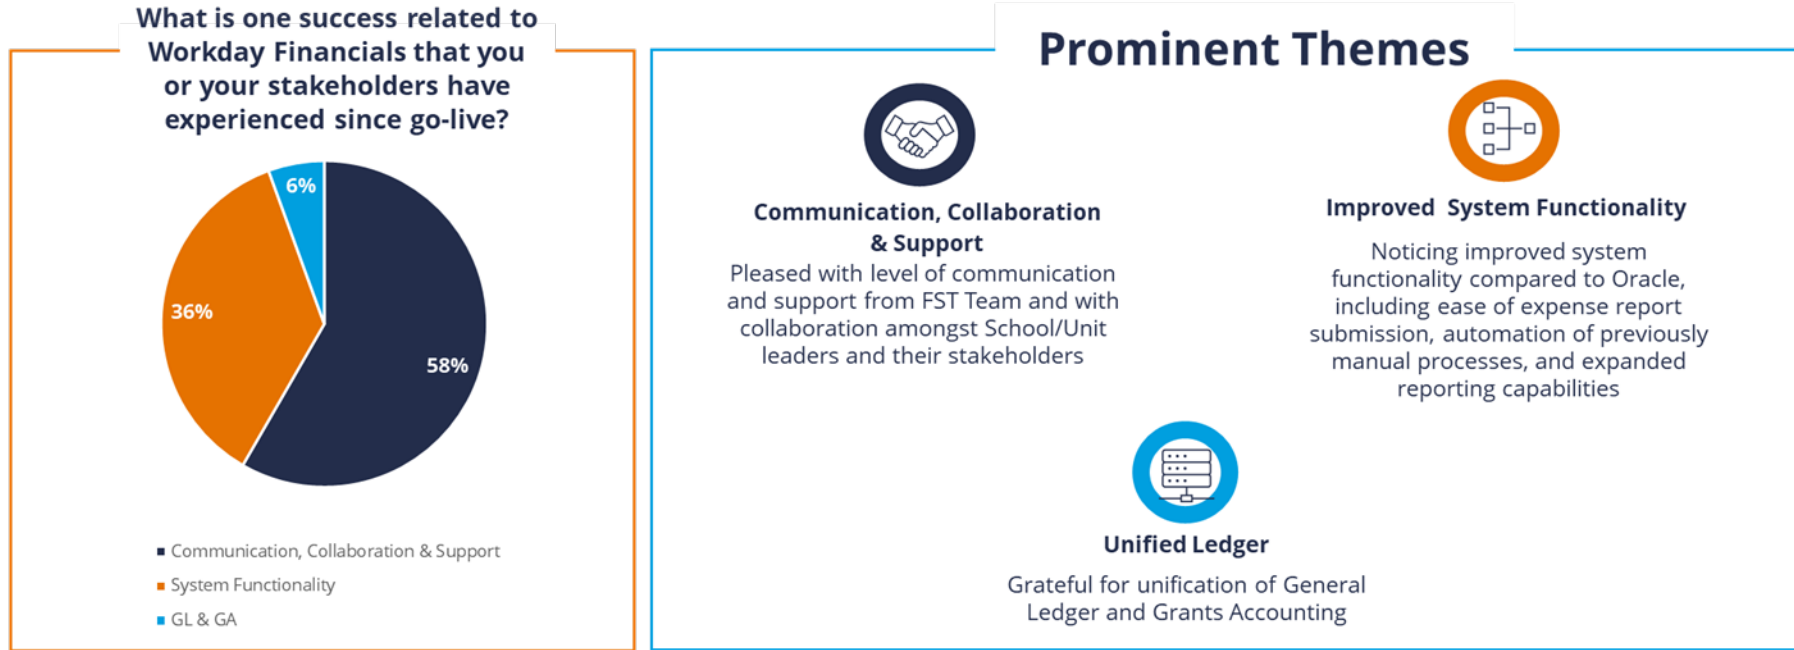 What is one success related to
Workday Financials that you
or your stakeholders have
experienced since go-live?
6%
36%
58%
Communication, Collaboration & Support
System Functionality
GL & GA
Prominent Themes
Communication, Collaboration
& Support
Pleased with level of communication
and support from FST Team and with
collaboration amongst School/Unit
leaders and their stakeholders
Improved System Functionality
Noticing improved system
functionality compared to Oracle,
including ease of expense report
submission, automation of previously
manual processes, and expanded
reporting capabilities
Unified Ledger
Grateful for unification of General
Ledger and Grants Accounting